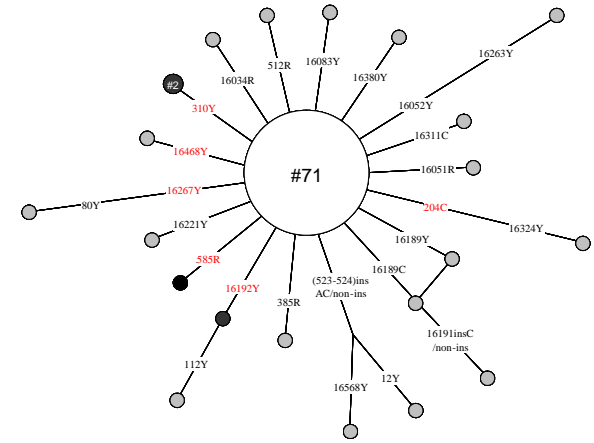 16263Y
16083Y
512R
16380Y
16034R
#2
16052Y
310Y
16311C
16468Y
16051R
#71
16267Y
80Y
204C
16221Y
16324Y
16189Y
585R
16189C
(523-524)ins
AC/non-ins
16192Y
385R
16191insC
/non-ins
112Y
12Y
16568Y